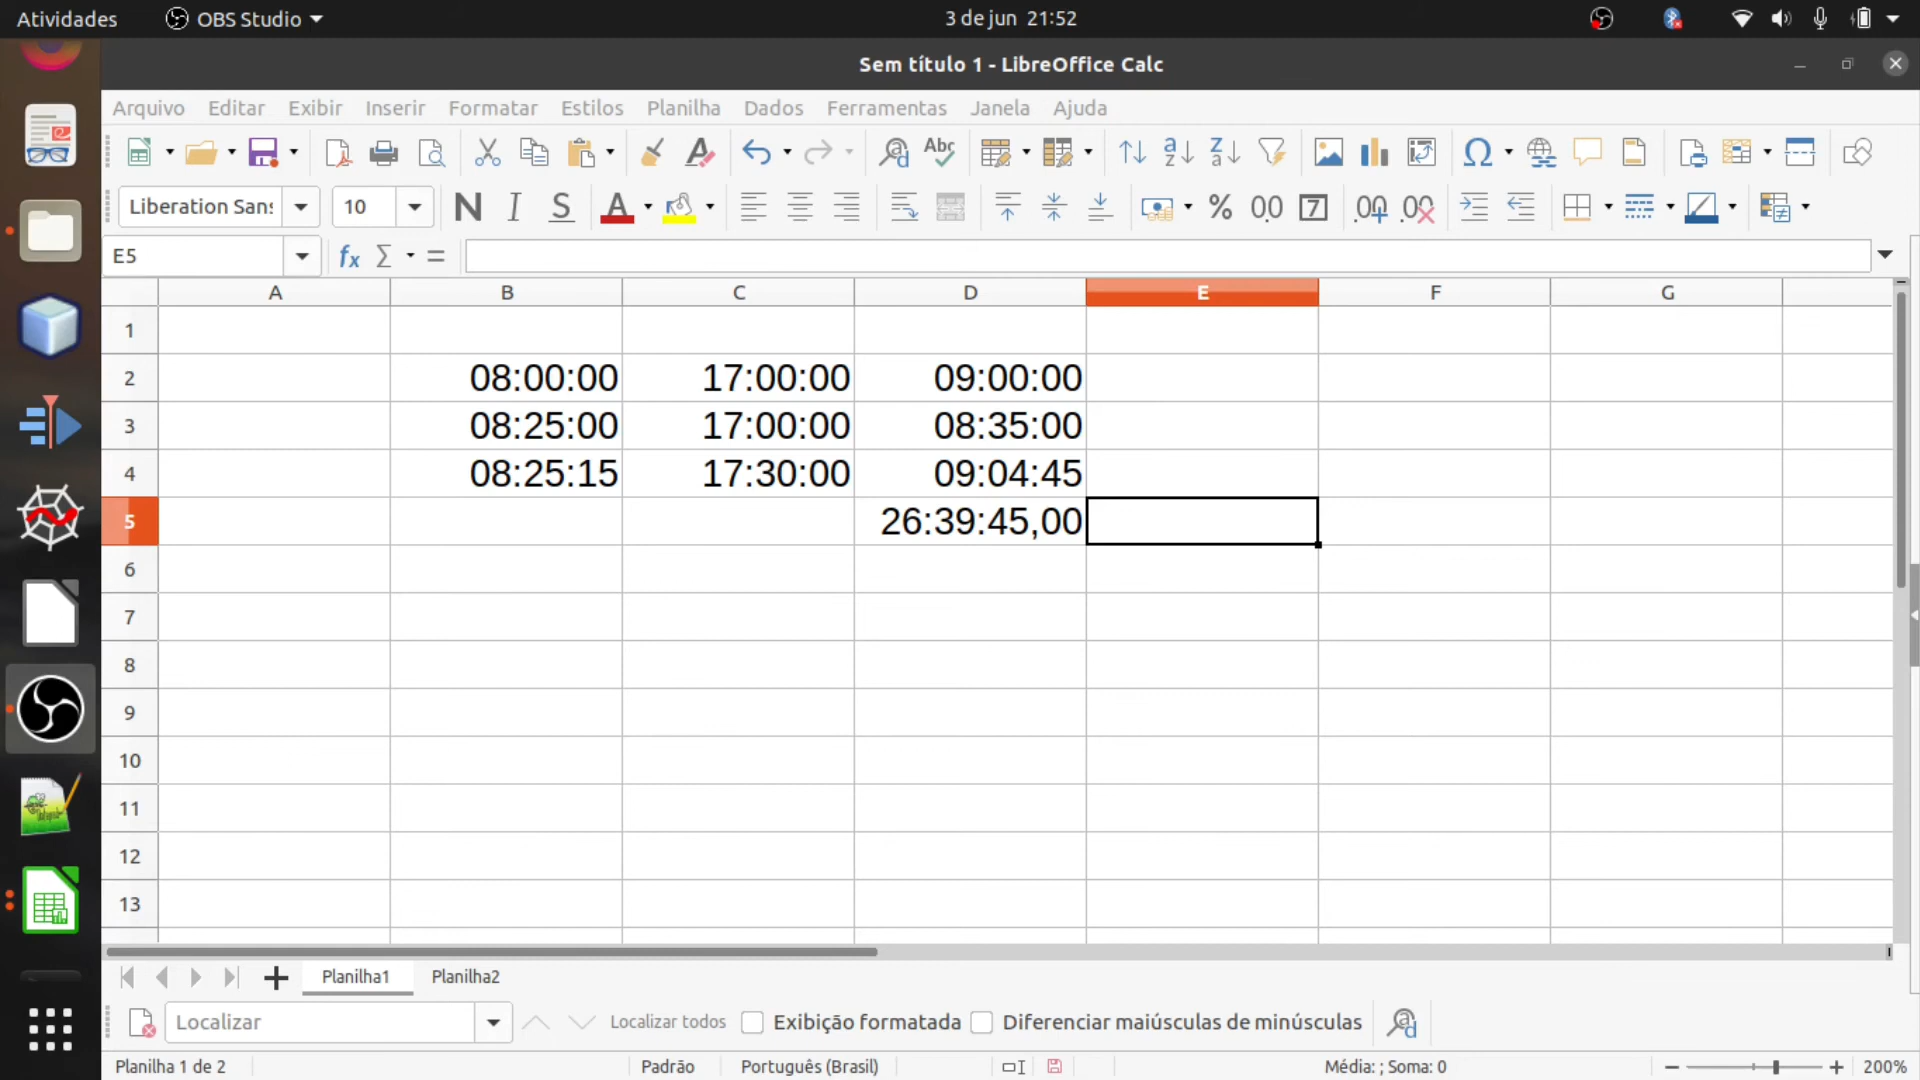 Atividades OBS Studio 3 de jun 21:52
Sem título 1 - LibreOffice Calc
Arquivo Editar Exibir Inserir Formatar Estilos Planilha Dados Ferramentas Janela Ajuda
Liberation Sans 10 N I S
E5
A B C D E F G
1
2 08:00:00 17:00:00 09:00:00
3 08:25:00 17:00:00 08:35:00
4 08:25:15 17:30:00 09:04:45
5 26:39:45,00
6
7
8
9
10
11
12
13
Planilha1 Planilha2
Localizar Localizar todos Exibição formatada Diferenciar maiúsculas de minúsculas
Planilha 1 de 2 Padrão Português (Brasil) Média: ; Soma: 0 200%